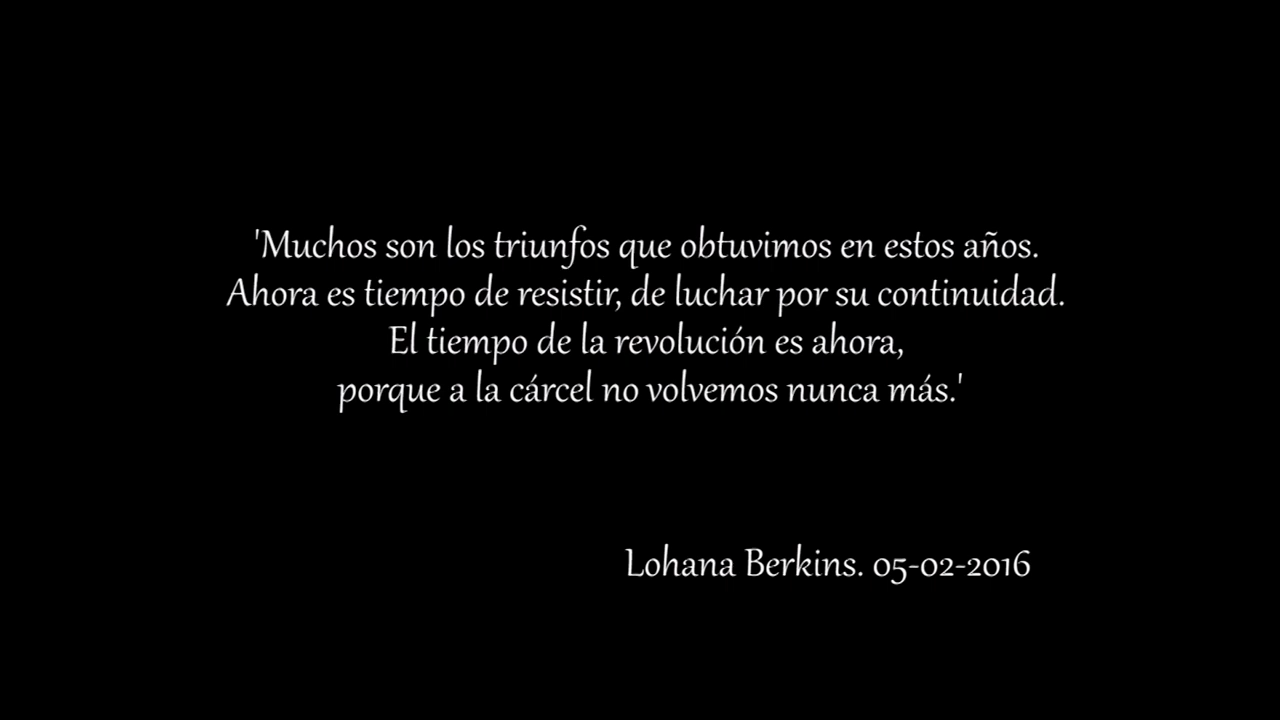 'Muchos son los triunfos que obtuvimos en estos años.
Ahora es tiempo de resistir, de luchar por su continuidad.
El tiempo de la revolución es ahora,
porque a la cárcel no volvemos nunca más.'
Lohana Berkins. 05-02-2016